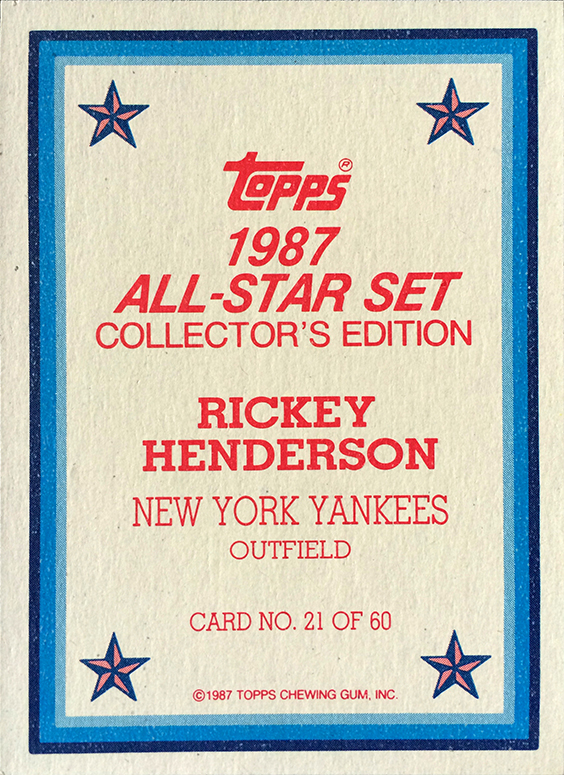 Topps®
1987
ALL-STAR SET
COLLECTOR'S EDITION
RICKEY
HENDERSON
NEW YORK YANKEES
OUTFIELD
CARD NO. 21 OF 60
©1987 TOPPS CHEWING GUM, INC.